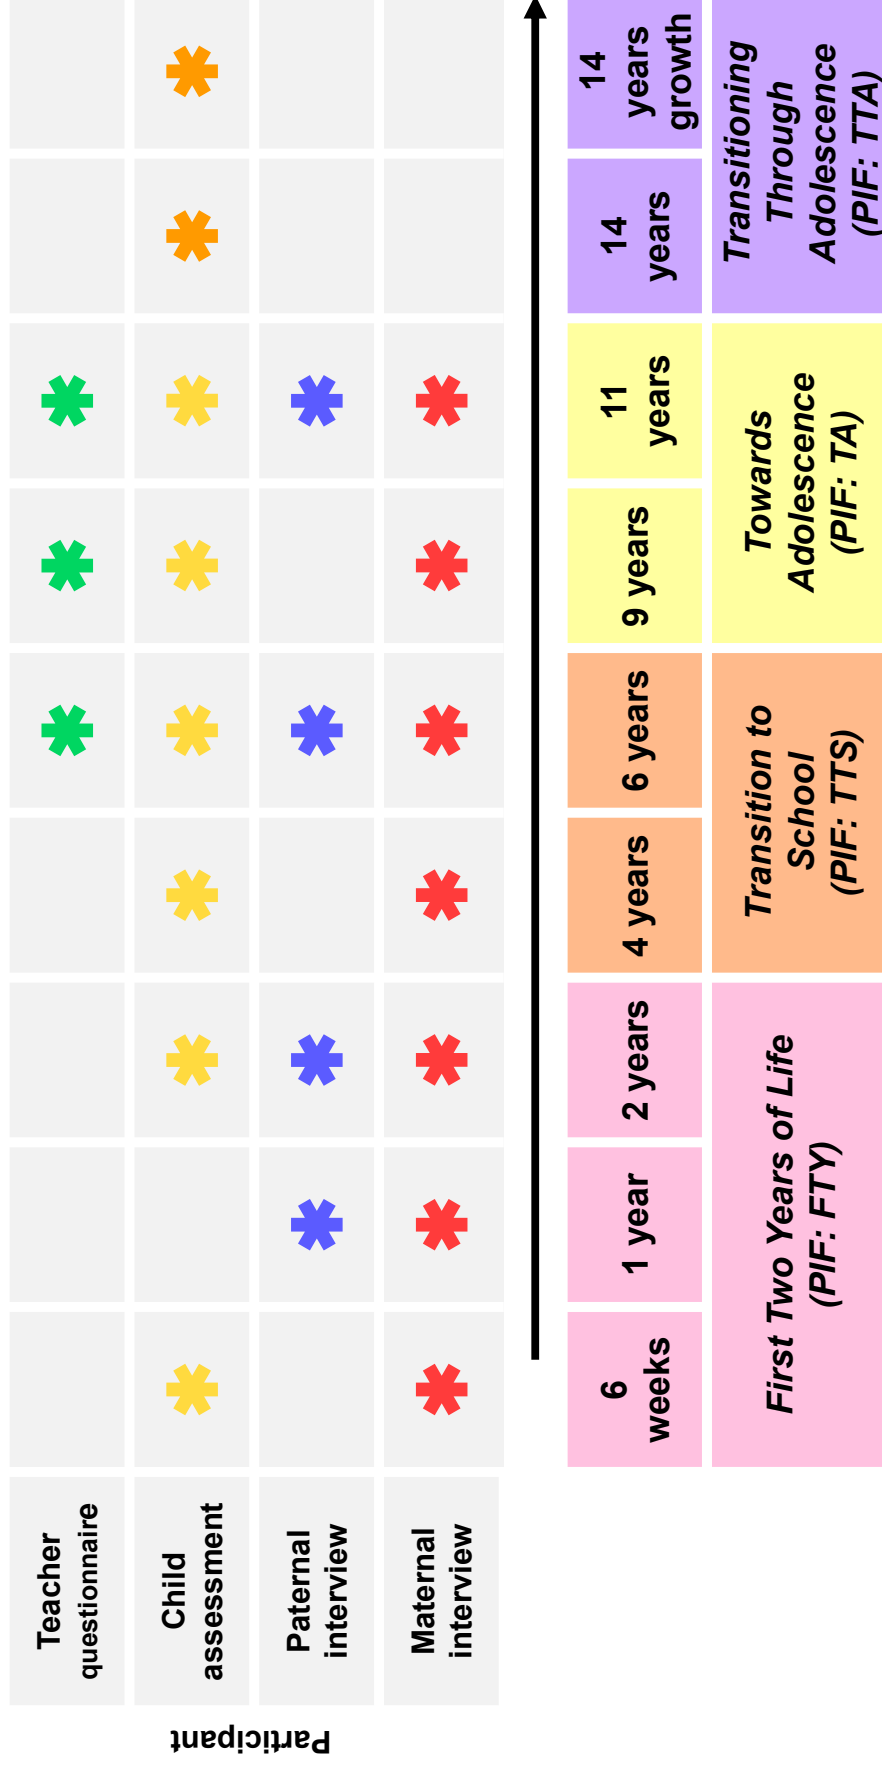 Participant
Teacher
questionnaire
Child
assessment
Paternal
interview
Maternal
interview
6
weeks
1 year
2 years
4 years
6 years
9 years
11
years
14
years
14
years
growth
First Two Years of Life
(PIF: FTY)
Transition to
School
(PIF: TTS)
Towards
Adolescence
(PIF: TA)
Transitioning
Through
Adolescence
(PIF: TTA)